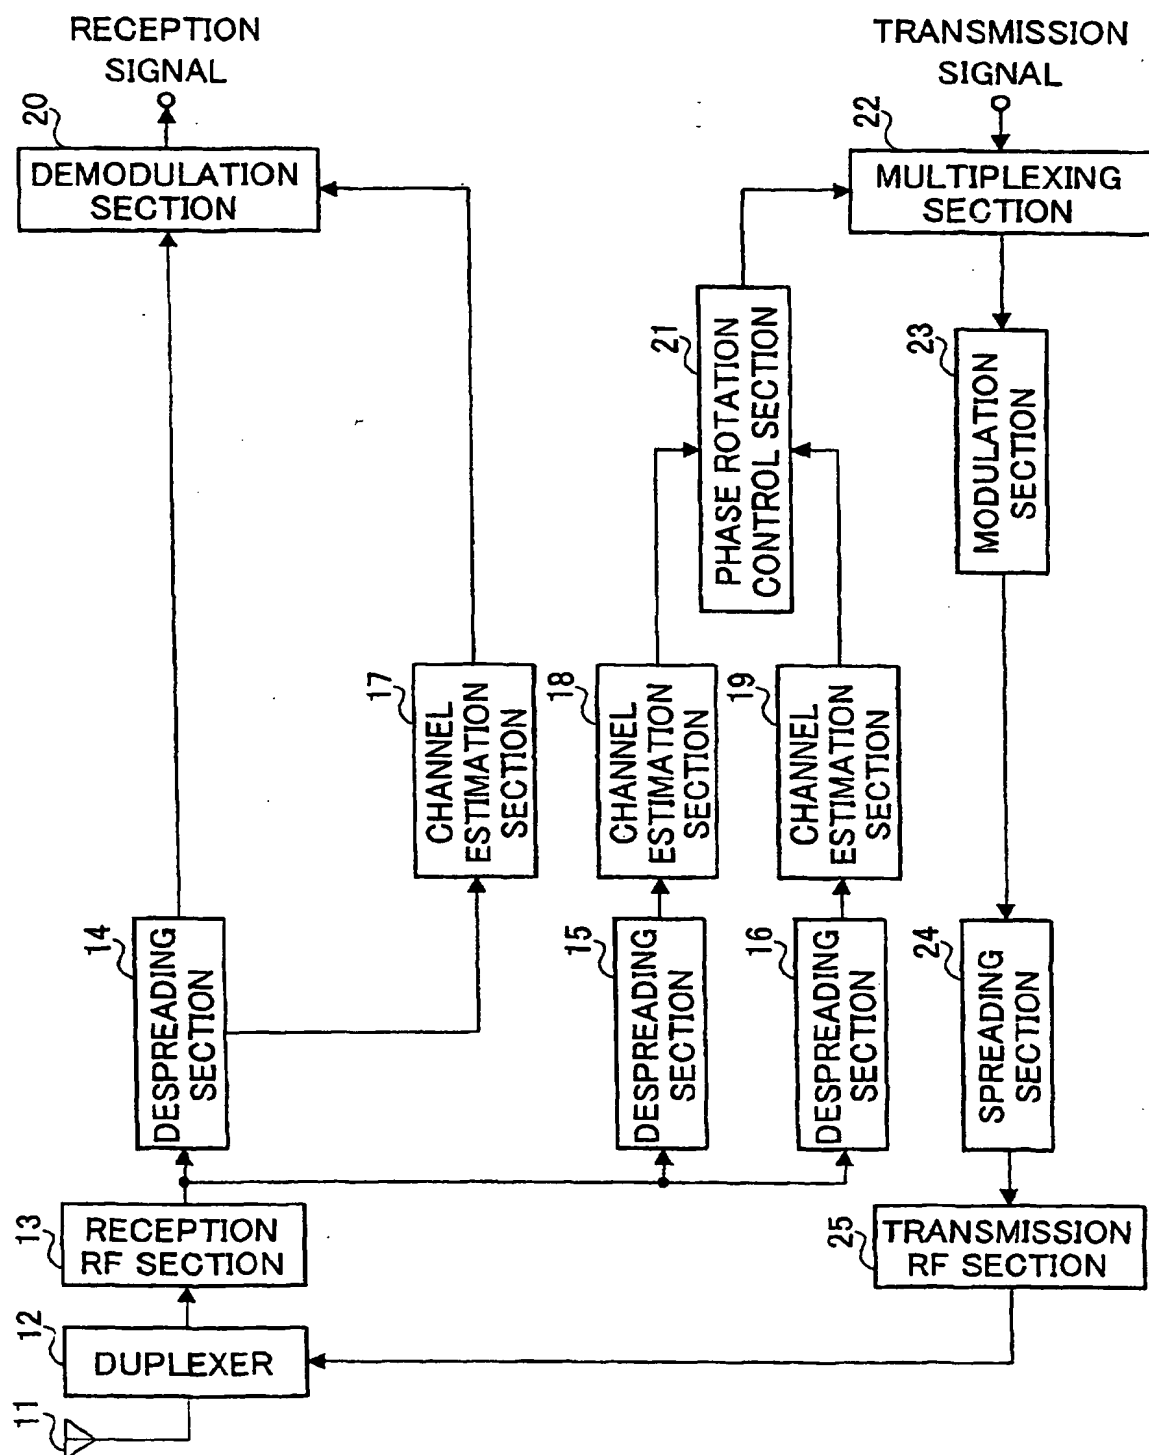 RECEPTION
SIGNAL
TRANSMISSION
SIGNAL
20
DEMODULATION
SECTION
22
MULTIPLEXING
SECTION
21
PHASE ROTATION
CONTROL SECTION
23
MODULATION
SECTION
17
CHANNEL
ESTIMATION
SECTION
18
CHANNEL
ESTIMATION
SECTION
19
CHANNEL
ESTIMATION
SECTION
14
DESPREADING
SECTION
15
DESPREADING
SECTION
16
DESPREADING
SECTION
24
SPREADING
SECTION
13
RECEPTION
RF SECTION
25
TRANSMISSION
RF SECTION
12
DUPLEXER
11